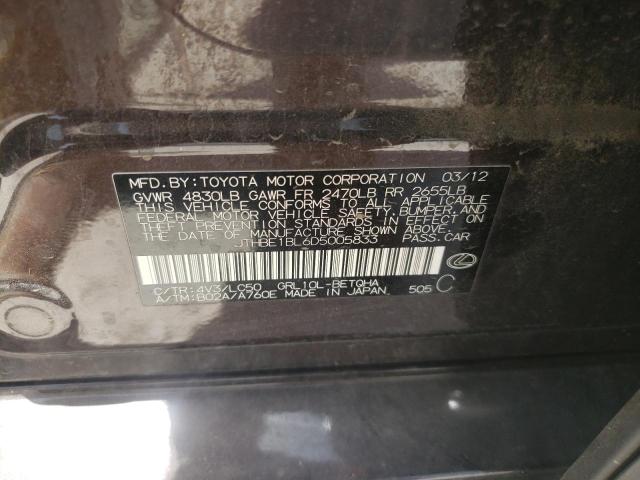 MFD.BY:TOYOTA MOTOR CORPORATION 03/12
GVWR 4830LB GAWR FR 2470LB RR 2655LB
THIS VEHICLE CONFORMS TO ALL APPLICABLE
FEDERAL MOTOR VEHICLE SAFETY, BUMPER, AND
THEFT PREVENTION STANDARDS IN EFFECT ON
THE DATE OF MANUFACTURE SHOWN ABOVE.
JTHBE1BL6D5005833 PASS.CAR
C/TR:4V3/LC50 GRL10L-BETQHA
A/TM:B02A/A760E MADE IN JAPAN 505 C